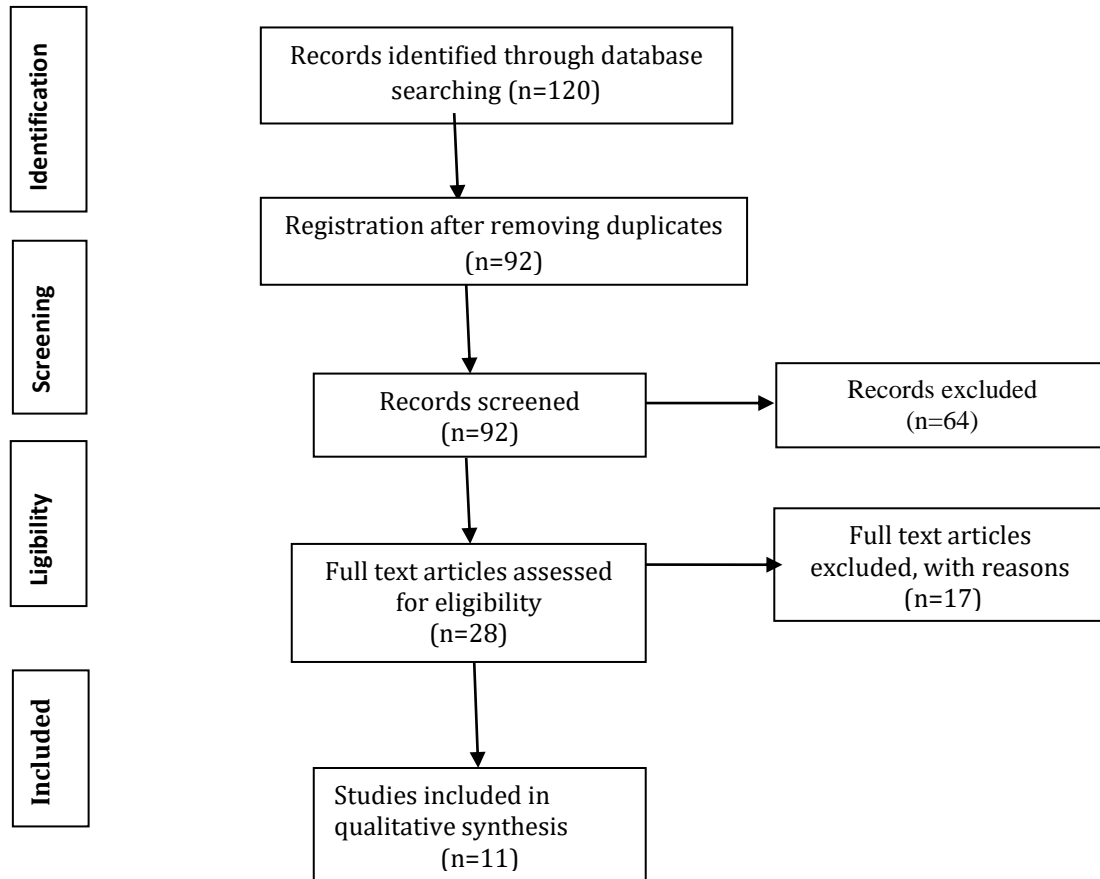 Identification
Records identified through database
searching (n=120)
Registration after removing duplicates
(n=92)
Screening
Records screened
(n=92)
Records excluded
(n=64)
Ligibility
Full text articles assessed
for eligibility
(n=28)
Full text articles
excluded, with reasons
(n=17)
Included
Studies included in
qualitative synthesis
(n=11)